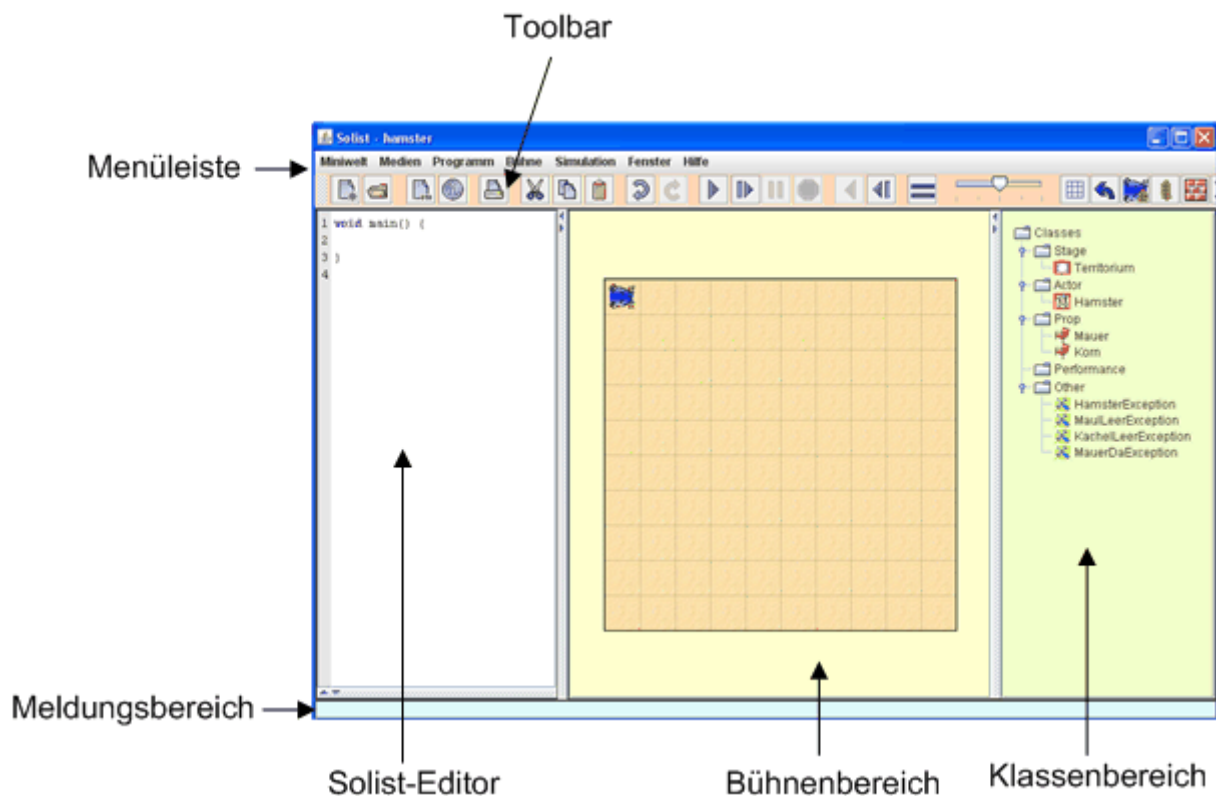 Toolbar
Solist - hamster
Menüleiste
Miniwelt Medien Programm Bühne Simulation Fenster Hilfe
1 void main() {
2
3 }
4
Classes
Stage
Territorium
Actor
Hamster
Prop
Mauer
Korn
Performance
Other
HamsterException
MaulLeerException
KachelLeerException
MauerDaException
Meldungsbereich
Solist-Editor
Bühnenbereich
Klassenbereich